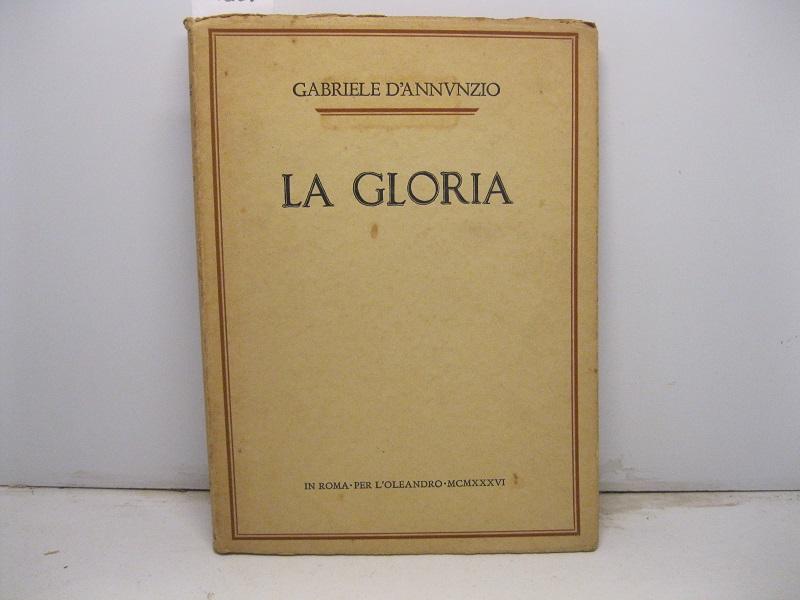 GABRIELE D'ANNVNZIO
LA GLORIA
IN ROMA · PER L'OLEANDRO · MCMXXXVI